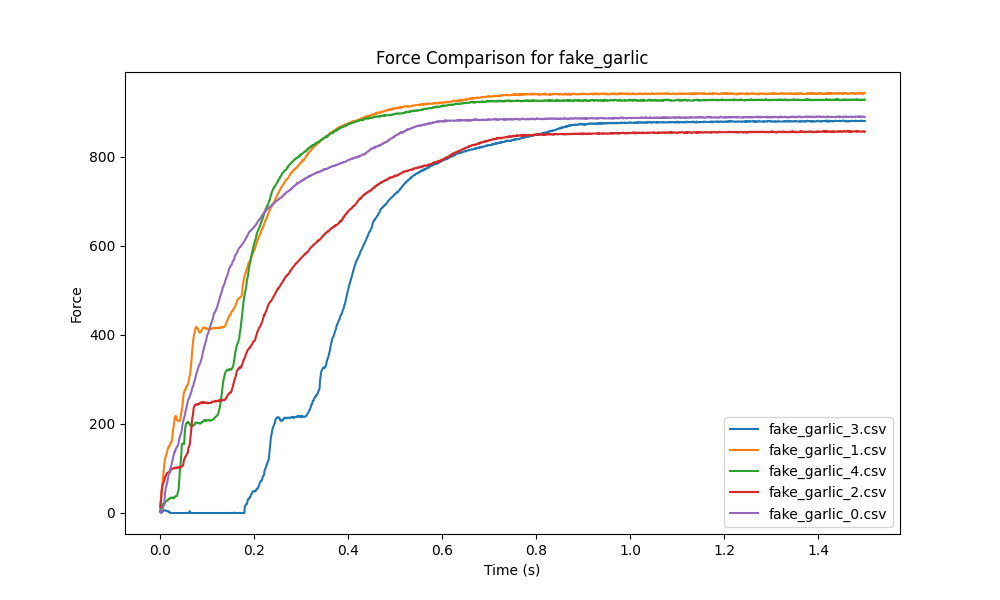 Force Comparison for fake_garlic
Force
800
600
400
200
0
0.0 0.2 0.4 0.6 0.8 1.0 1.2 1.4
Time (s)
fake_garlic_3.csv
fake_garlic_1.csv
fake_garlic_4.csv
fake_garlic_2.csv
fake_garlic_0.csv